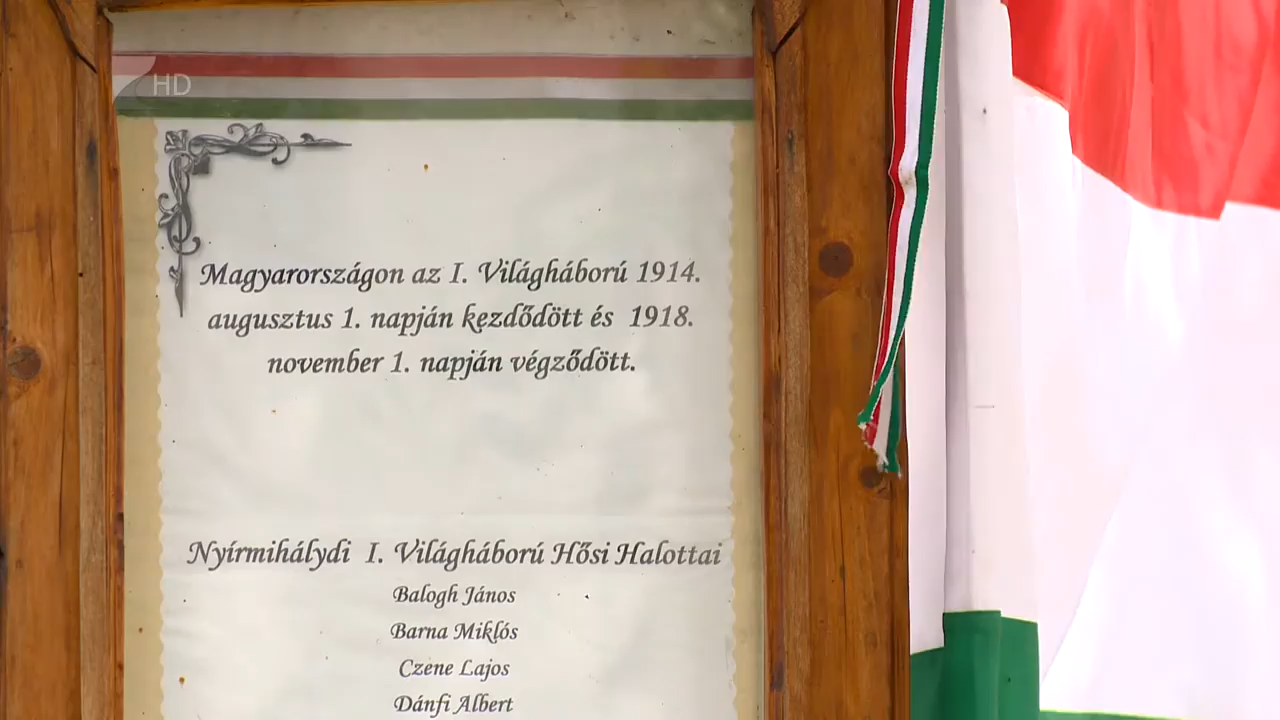 HD
Magyarországon az I. Világháború 1914.
augusztus 1. napján kezdődött és 1918.
november 1. napján végződött.
Nyírmihálydi I. Világháború Hősi Halottai
Balogh János
Barna Miklós
Czene Lajos
Dánfi Albert